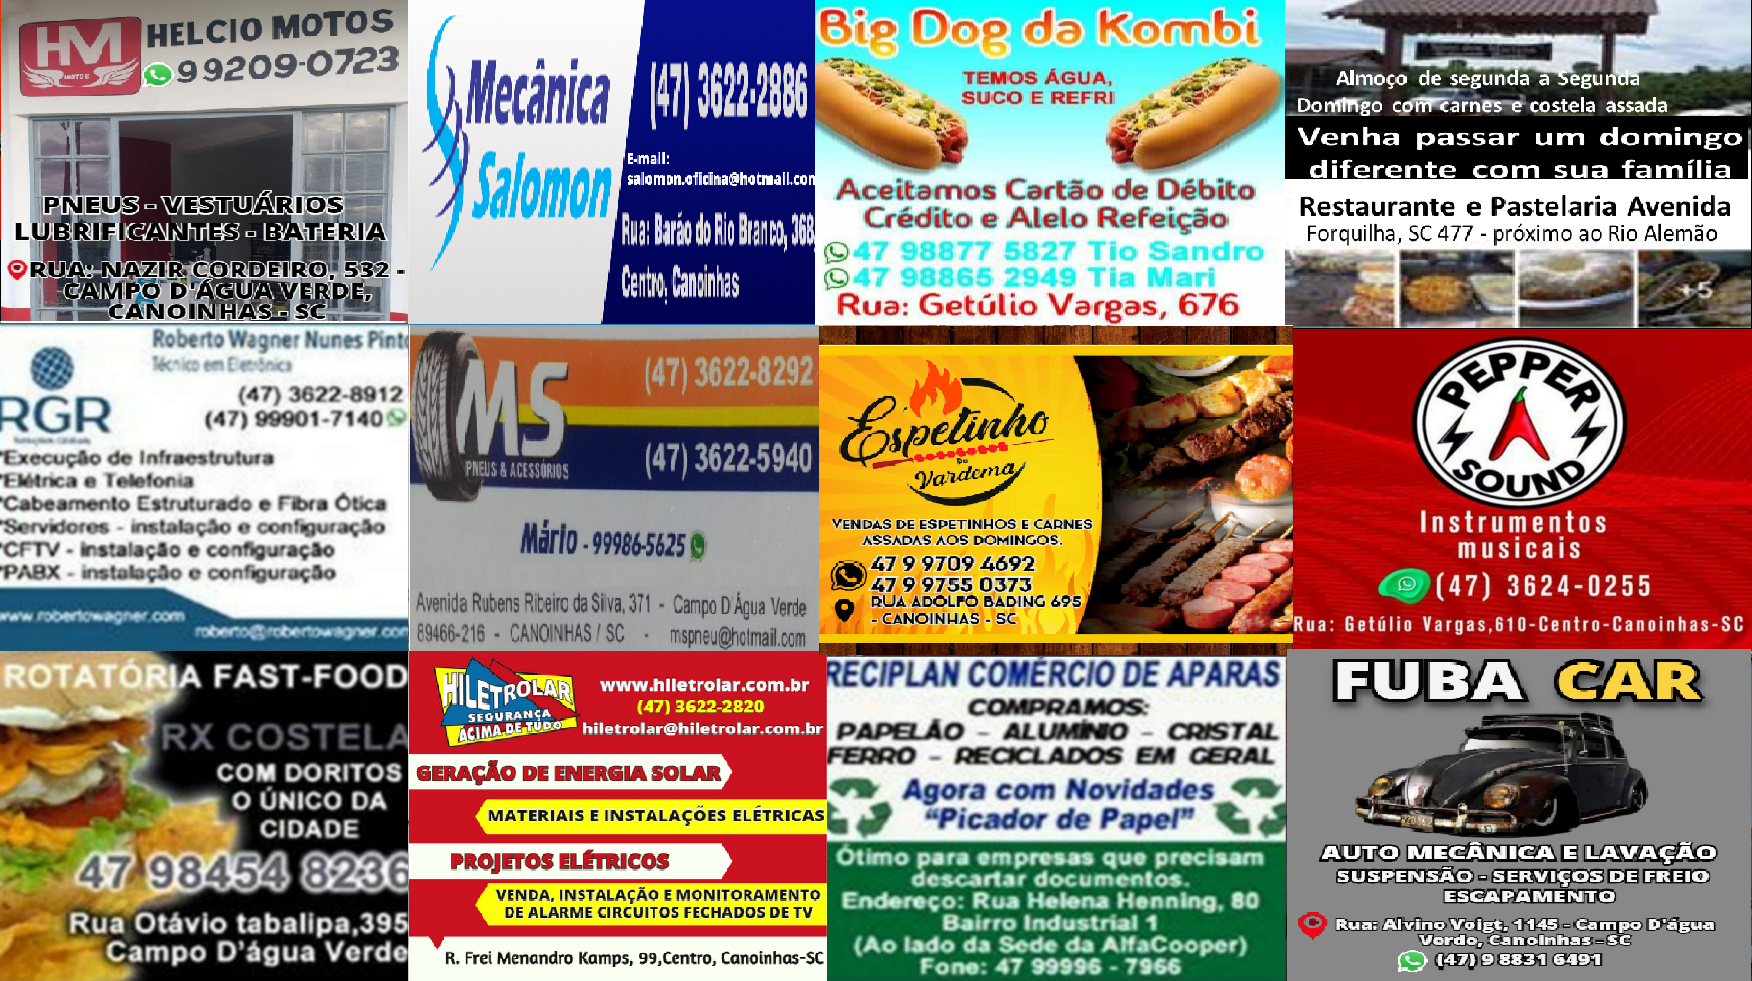 HM
MOTOS
HELCIO MOTOS
99209-0723
PNEUS - VESTUÁRIOS
LUBRIFICANTES - BATERIA
RUA: NAZIR CORDEIRO, 532 -
CAMPO D'ÁGUA VERDE,
CANOINHAS - SC
Mecânica
Salomon
(47) 3622-2886
E-mail:
salomon.oficina@hotmail.com
Rua: Barão do Rio Branco, 368
Centro, Canoinhas
Big Dog da Kombi
TEMOS ÁGUA,
SUCO E REFRI
Aceitamos Cartão de Débito
Crédito e Alelo Refeição
47 98877 5827 Tio Sandro
47 98865 2949 Tia Mari
Rua: Getúlio Vargas, 676
Almoço de segunda a Segunda
Domingo com carnes e costela assada
Venha passar um domingo
diferente com sua família
Restaurante e Pastelaria Avenida
Forquilha, SC 477 - próximo ao Rio Alemão
+5
Roberto Wagner Nunes Pinto
Técnico em Eletrônica
(47) 3622-8912
(47) 99901-7140
RGR
*Execução de Infraestrutura
*Elétrica e Telefonia
*Cabeamento Estruturado e Fibra Ótica
*Servidores - instalação e configuração
*CFTV - instalação e configuração
*PABX - instalação e configuração
www.robertowagner.com
roberto@robertowagner.com
MS
PNEUS & ACESSÓRIOS
(47) 3622-8292
(47) 3622-5940
Mário - 99986-5625
Avenida Rubens Ribeiro da Silva, 371 - Campo D'Água Verde
89466-216 - CANOINHAS / SC - mspneu@hotmail.com
Espetinho
Do
Vardema
VENDAS DE ESPETINHOS E CARNES
ASSADAS AOS DOMINGOS.
47 9 9709 4692
47 9 9755 0373
RUA ADOLFO BADING 695
- CANOINHAS - SC
PEPPER
SOUND
Instrumentos
musicais
(47) 3624-0255
Rua: Getúlio Vargas,610-Centro-Canoinhas-SC
ROTATÓRIA FAST-FOOD
RX COSTELA
COM DORITOS
O ÚNICO DA
CIDADE
47 98454 8236
Rua Otávio tabalipa,395
Campo D'água Verde
HILETROLAR
SEGURANÇA
ACIMA DE TUDO
www.hiletrolar.com.br
(47) 3622-2820
hiletrolar@hiletrolar.com.br
GERAÇÃO DE ENERGIA SOLAR
MATERIAIS E INSTALAÇÕES ELÉTRICAS
PROJETOS ELÉTRICOS
VENDA, INSTALAÇÃO E MONITORAMENTO
DE ALARME CIRCUITOS FECHADOS DE TV
R. Frei Menandro Kamps, 99,Centro, Canoinhas-SC
RECIPLAN COMÉRCIO DE APARAS
COMPRAMOS:
PAPELÃO - ALUMÍNIO - CRISTAL
FERRO - RECICLADOS EM GERAL
Agora com Novidades
"Picador de Papel"
Ótimo para empresas que precisam
descartar documentos.
Endereço: Rua Helena Henning, 80
Bairro Industrial 1
(Ao lado da Sede da AlfaCooper)
Fone: 47 99996 - 7966
FUBA CAR
AUTO MECÂNICA E LAVAÇÃO
SUSPENSÃO - SERVIÇOS DE FREIO
ESCAPAMENTO
Rua: Alvino Voigt, 1145 - Campo D'água
Verde, Canoinhas - SC
(47) 9 8831 6491